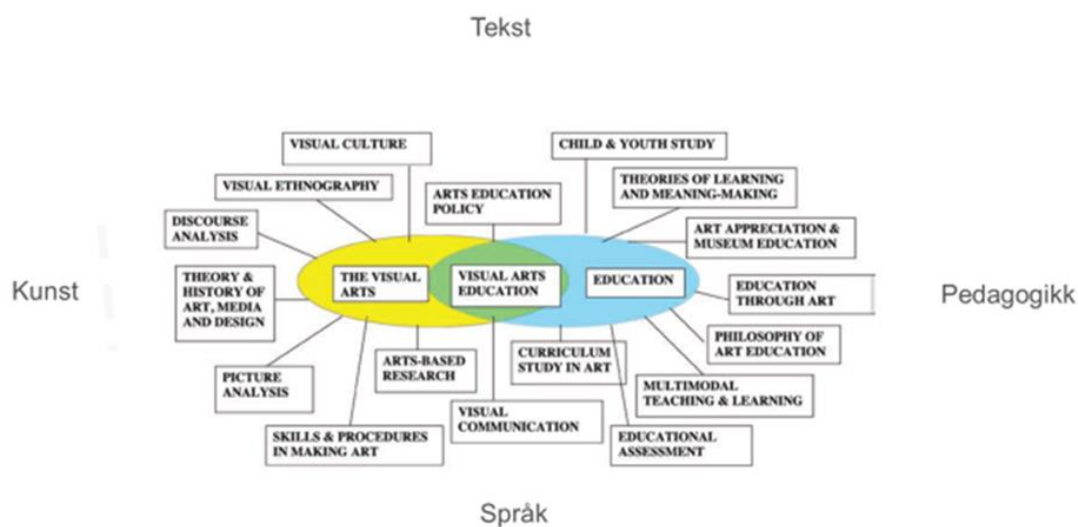 Tekst
VISUAL CULTURE
CHILD & YOUTH STUDY
VISUAL ETHNOGRAPHY
ARTS EDUCATION
POLICY
THEORIES OF LEARNING
AND MEANING-MAKING
DISCOURSE
ANALYSIS
ART APPRECIATION &
MUSEUM EDUCATION
Kunst
THEORY &
HISTORY OF
ART, MEDIA
AND DESIGN
THE VISUAL
ARTS
VISUAL ARTS
EDUCATION
EDUCATION
EDUCATION
THROUGH ART
Pedagogikk
PICTURE
ANALYSIS
ARTS-BASED
RESEARCH
CURRICULUM
STUDY IN ART
PHILOSOPHY OF
ART EDUCATION
MULTIMODAL
TEACHING & LEARNING
SKILLS & PROCEDURES
IN MAKING ART
VISUAL
COMMUNICATION
EDUCATIONAL
ASSESSMENT
Språk